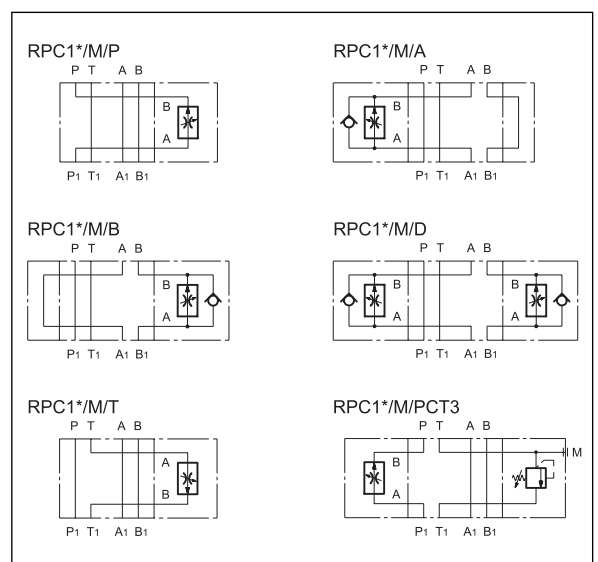 RPC1*/M/P
P T A B
B
A
P1 T1 A1 B1
RPC1*/M/A
P T A B
B
A
P1 T1 A1 B1
RPC1*/M/B
P T A B
B
A
P1 T1 A1 B1
RPC1*/M/D
P T A B
B B
A A
P1 T1 A1 B1
RPC1*/M/T
P T A B
A
B
P1 T1 A1 B1
RPC1*/M/PCT3
P T A B
M
B
A
P1 T1 A1 B1